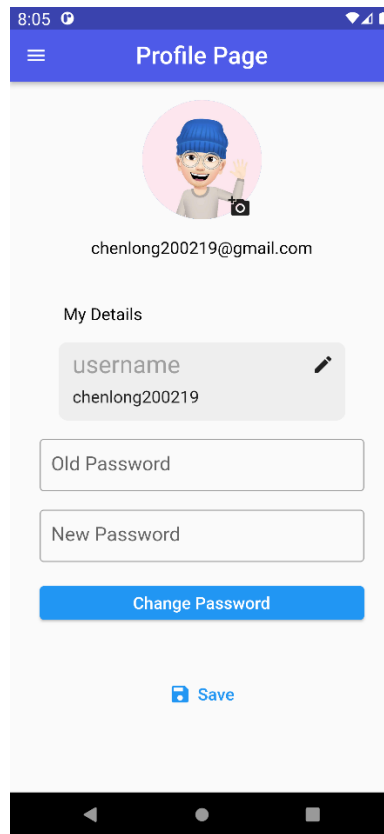 8:05
Profile Page
chenlong200219@gmail.com
My Details
username
chenlong200219
Old Password
New Password
Change Password
Save